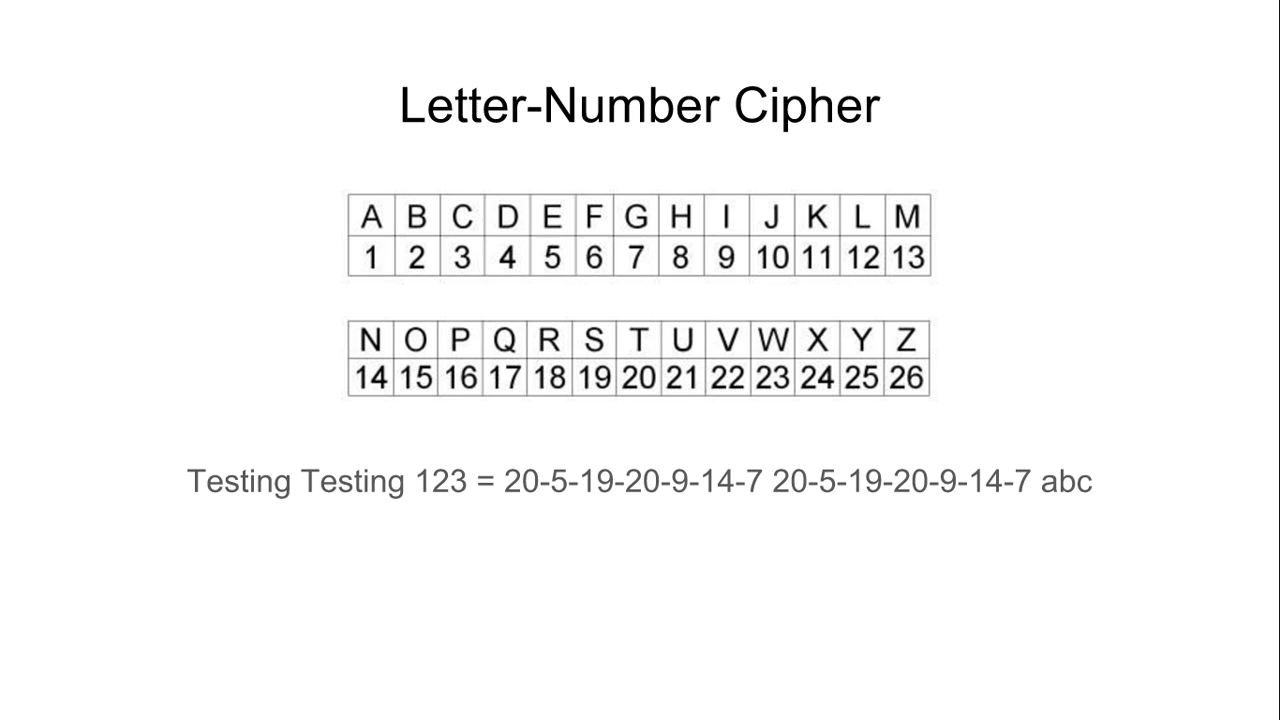 Letter-Number Cipher
A B C D E F G H I J K L M
1 2 3 4 5 6 7 8 9 10 11 12 13
N O P Q R S T U V W X Y Z
14 15 16 17 18 19 20 21 22 23 24 25 26
Testing Testing 123 = 20-5-19-20-9-14-7 20-5-19-20-9-14-7 abc